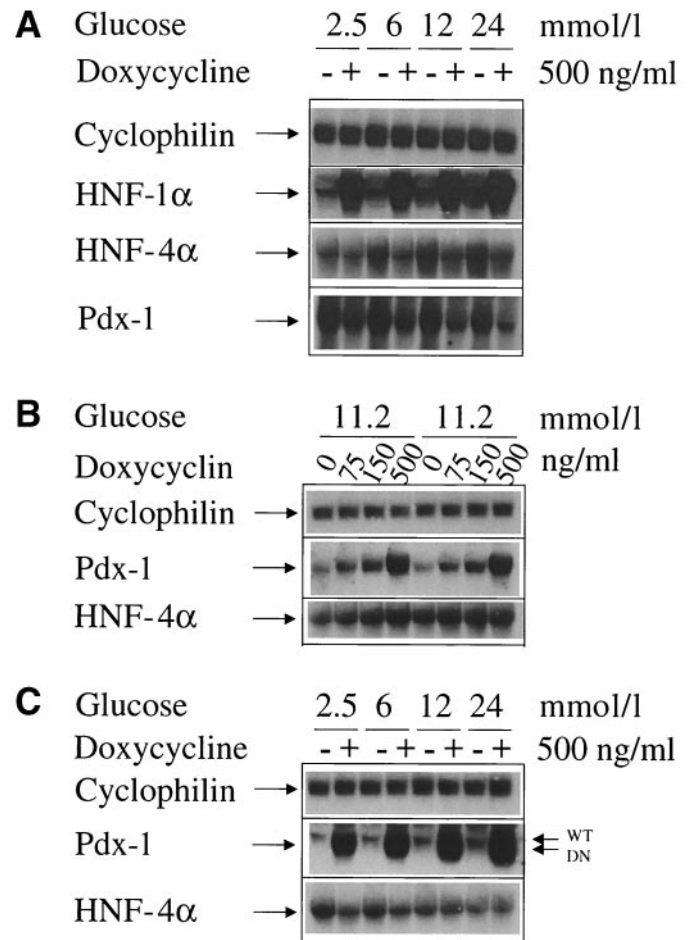 A Glucose 2.5 6 12 24 mmol/l
Doxycycline - + - + - + - + 500 ng/ml
Cyclophilin
HNF-1α
HNF-4α
Pdx-1
B Glucose 11.2 11.2 mmol/l
Doxycyclin 0 75 150 500 0 75 150 500 ng/ml
Cyclophilin
Pdx-1
HNF-4α
C Glucose 2.5 6 12 24 mmol/l
Doxycycline - + - + - + - + 500 ng/ml
Cyclophilin
Pdx-1 WT
DN
HNF-4α